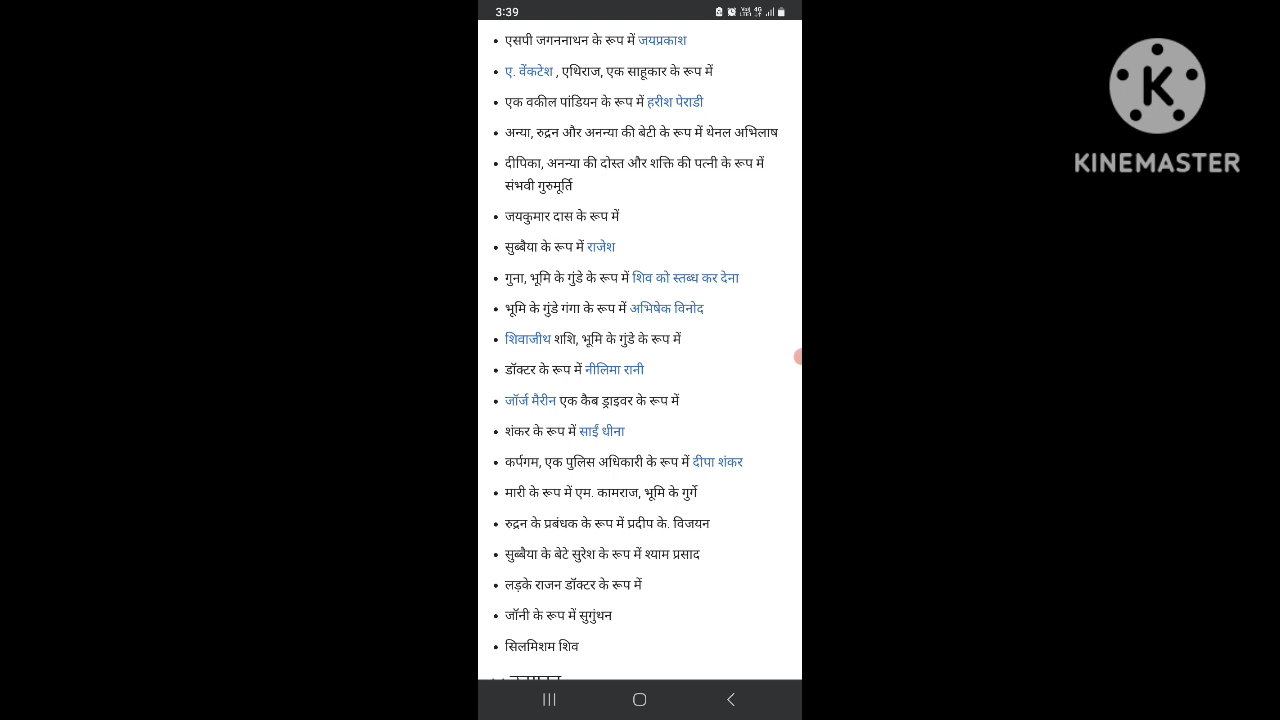 3:39
एसपी जगननाथन के रूप में जयप्रकाश
ए. वेंकटेश , एथिराज, एक साहूकार के रूप में
एक वकील पांडियन के रूप में हरीश पेराडी
अन्या, रुद्रन और अनन्या की बेटी के रूप में थेनल अभिलाष
दीपिका, अनन्या की दोस्त और शक्ति की पत्नी के रूप में
संभवी गुरुमूर्ति
जयकुमार दास के रूप में
सुब्बैया के रूप में राजेश
गुना, भूमि के गुंडे के रूप में शिव को स्तब्ध कर देना
भूमि के गुंडे गंगा के रूप में अभिषेक विनोद
शिवाजीथ शशि, भूमि के गुंडे के रूप में
डॉक्टर के रूप में नीलिमा रानी
जॉर्ज मैरीन एक कैब ड्राइवर के रूप में
शंकर के रूप में साईं धीना
कर्पगम, एक पुलिस अधिकारी के रूप में दीपा शंकर
मारी के रूप में एम. कामराज, भूमि के गुर्गे
रुद्रन के प्रबंधक के रूप में प्रदीप के. विजयन
सुब्बैया के बेटे सुरेश के रूप में श्याम प्रसाद
लड़के राजन डॉक्टर के रूप में
जॉनी के रूप में सुगुंथन
सिलमिशम शिव
K
KINEMASTER